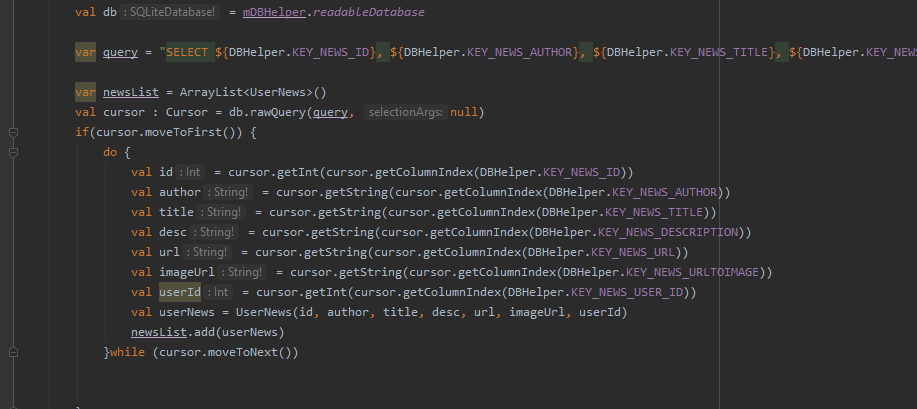 val db : SQLiteDatabase! = mDBHelper.readableDatabase
var query = "SELECT ${DBHelper.KEY_NEWS_ID}, ${DBHelper.KEY_NEWS_AUTHOR}, ${DBHelper.KEY_NEWS_TITLE}, ${DBHelper.KEY_NEWS
var newsList = ArrayList<UserNews>()
val cursor : Cursor = db.rawQuery(query, selectionArgs: null)
if(cursor.moveToFirst()) {
do {
val id : Int = cursor.getInt(cursor.getColumnIndex(DBHelper.KEY_NEWS_ID))
val author : String! = cursor.getString(cursor.getColumnIndex(DBHelper.KEY_NEWS_AUTHOR))
val title : String! = cursor.getString(cursor.getColumnIndex(DBHelper.KEY_NEWS_TITLE))
val desc : String! = cursor.getString(cursor.getColumnIndex(DBHelper.KEY_NEWS_DESCRIPTION))
val url : String! = cursor.getString(cursor.getColumnIndex(DBHelper.KEY_NEWS_URL))
val imageUrl : String! = cursor.getString(cursor.getColumnIndex(DBHelper.KEY_NEWS_URLTOIMAGE))
val userId : Int = cursor.getInt(cursor.getColumnIndex(DBHelper.KEY_NEWS_USER_ID))
val userNews = UserNews(id, author, title, desc, url, imageUrl, userId)
newsList.add(userNews)
}while (cursor.moveToNext())